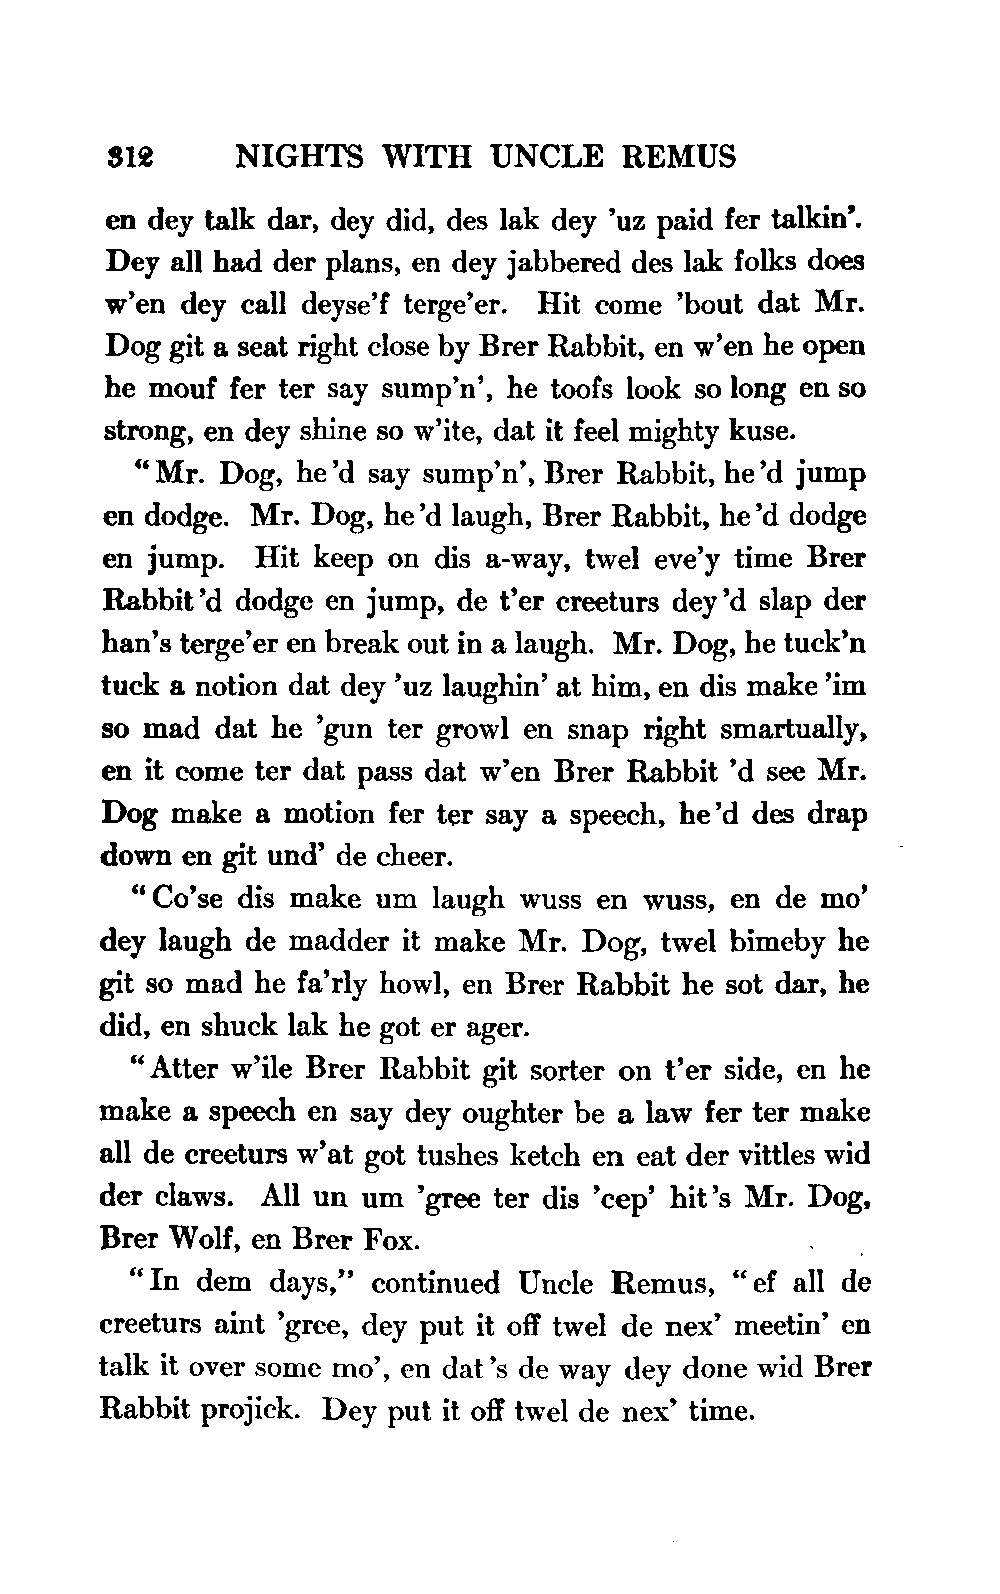 312 NIGHTS WITH UNCLE REMUS
en dey talk dar, dey did, des lak dey 'uz paid fer talkin'.
Dey all had der plans, en dey jabbered des lak folks does
w'en dey call deyse'f terge'er. Hit come 'bout dat Mr.
Dog git a seat right close by Brer Rabbit, en w'en he open
he mouf fer ter say sump'n', he toofs look so long en so
strong, en dey shine so w'ite, dat it feel mighty kuse.
"Mr. Dog, he 'd say sump'n', Brer Rabbit, he 'd jump
en dodge. Mr. Dog, he 'd laugh, Brer Rabbit, he 'd dodge
en jump. Hit keep on dis a-way, twel eve'y time Brer
Rabbit 'd dodge en jump, de t'er creeturs dey 'd slap der
han's terge'er en break out in a laugh. Mr. Dog, he tuck'n
tuck a notion dat dey 'uz laughin' at him, en dis make 'im
so mad dat he 'gun ter growl en snap right smartually,
en it come ter dat pass dat w'en Brer Rabbit 'd see Mr.
Dog make a motion fer ter say a speech, he 'd des drap
down en git und' de cheer.
"Co'se dis make um laugh wuss en wuss, en de mo'
dey laugh de madder it make Mr. Dog, twel bimeby he
git so mad he fa'rly howl, en Brer Rabbit he sot dar, he
did, en shuck lak he got er ager.
"Atter w'ile Brer Rabbit git sorter on t'er side, en he
make a speech en say dey oughter be a law fer ter make
all de creeturs w'at got tushes ketch en eat der vittles wid
der claws. All un um 'gree ter dis 'cep' hit 's Mr. Dog,
Brer Wolf, en Brer Fox.
"In dem days," continued Uncle Remus, "ef all de
creeturs aint 'gree, dey put it off twel de nex' meetin' en
talk it over some mo', en dat 's de way dey done wid Brer
Rabbit projick. Dey put it off twel de nex' time.